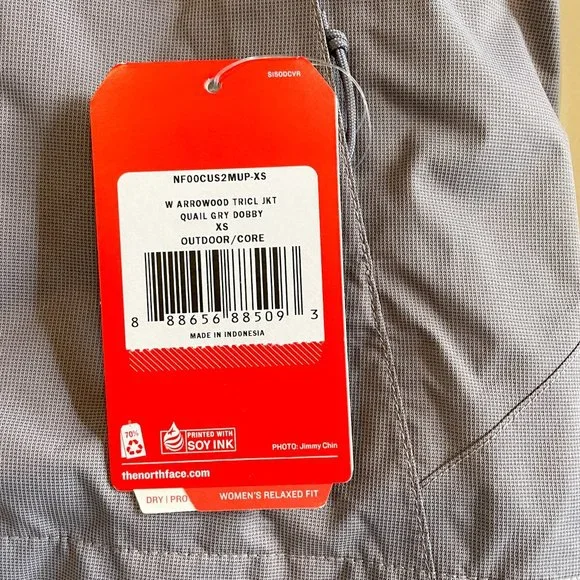 SISODCVR
NF00CUS2MUP-XS
W ARROWOOD TRICL JKT
QUAIL GRY DOBBY
XS
OUTDOOR/CORE
8 88656 88509 3
MADE IN INDONESIA
70%
PRINTED WITH
SOY INK
PHOTO: Jimmy Chin
thenorthface.com
DRY | PRO
WOMEN'S RELAXED FIT